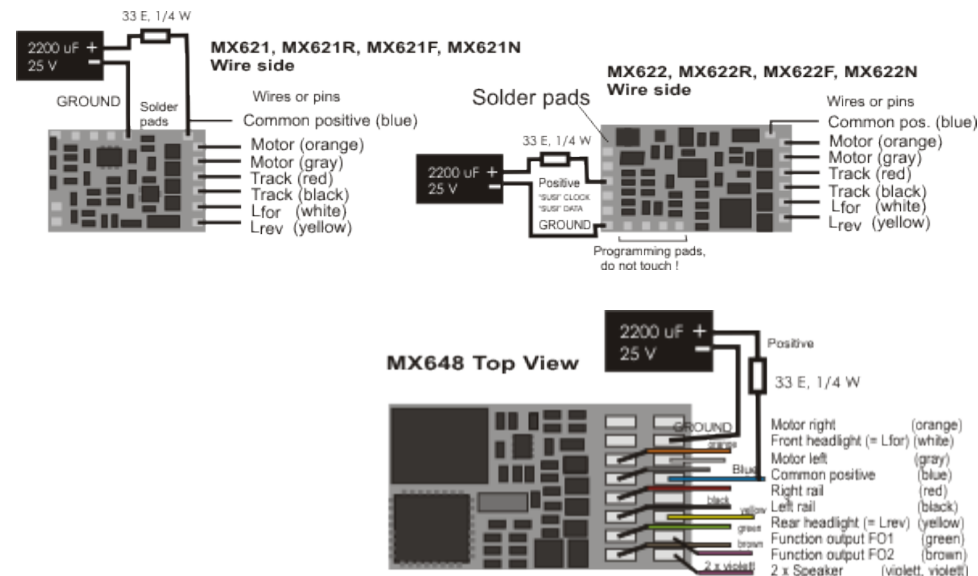 33 E, 1/4 W
2200 uF +
25 V –
MX621, MX621R, MX621F, MX621N
Wire side
GROUND
Solder
pads
Wires or pins
Common positive (blue)
Motor (orange)
Motor (gray)
Track (red)
Track (black)
Lfor (white)
Lrev (yellow)
MX622, MX622R, MX622F, MX622N
Wire side
Solder pads
33 E, 1/4 W
2200 uF +
25 V –
Positive
"SUSI" CLOCK
"SUSI" DATA
GROUND
Programming pads,
do not touch !
Wires or pins
Common pos. (blue)
Motor (orange)
Motor (gray)
Track (red)
Track (black)
Lfor (white)
Lrev (yellow)
MX648 Top View
2200 uF +
25 V –
Positive
33 E, 1/4 W
GROUND
orange
Blue
black
yellow
green
brown
2 x violett
Motor right (orange)
Front headlight (= Lfor) (white)
Motor left (gray)
Common positive (blue)
Right rail (red)
Left rail (black)
Rear headlight (= Lrev) (yellow)
Function output FO1 (green)
Function output FO2 (brown)
2 x Speaker (violett, violett)